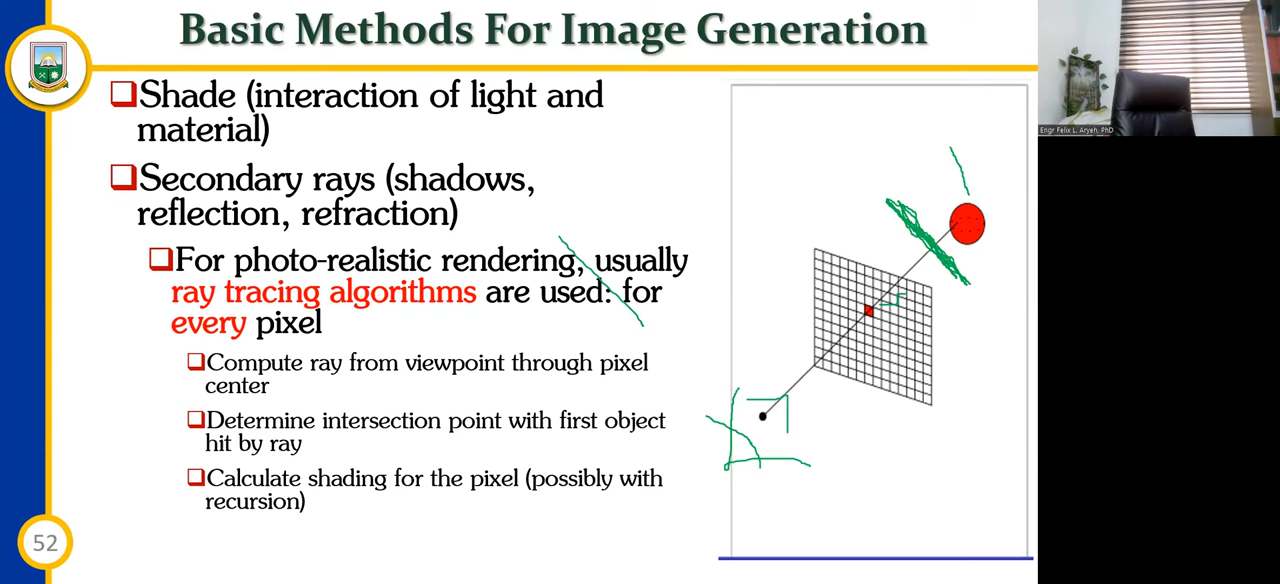 Basic Methods For Image Generation
Shade (interaction of light and
material)
Secondary rays (shadows,
reflection, refraction)
For photo-realistic rendering, usually
ray tracing algorithms are used: for
every pixel
Compute ray from viewpoint through pixel
center
Determine intersection point with first object
hit by ray
Calculate shading for the pixel (possibly with
recursion)
52
Engr Felix L. Aryeh, PhD